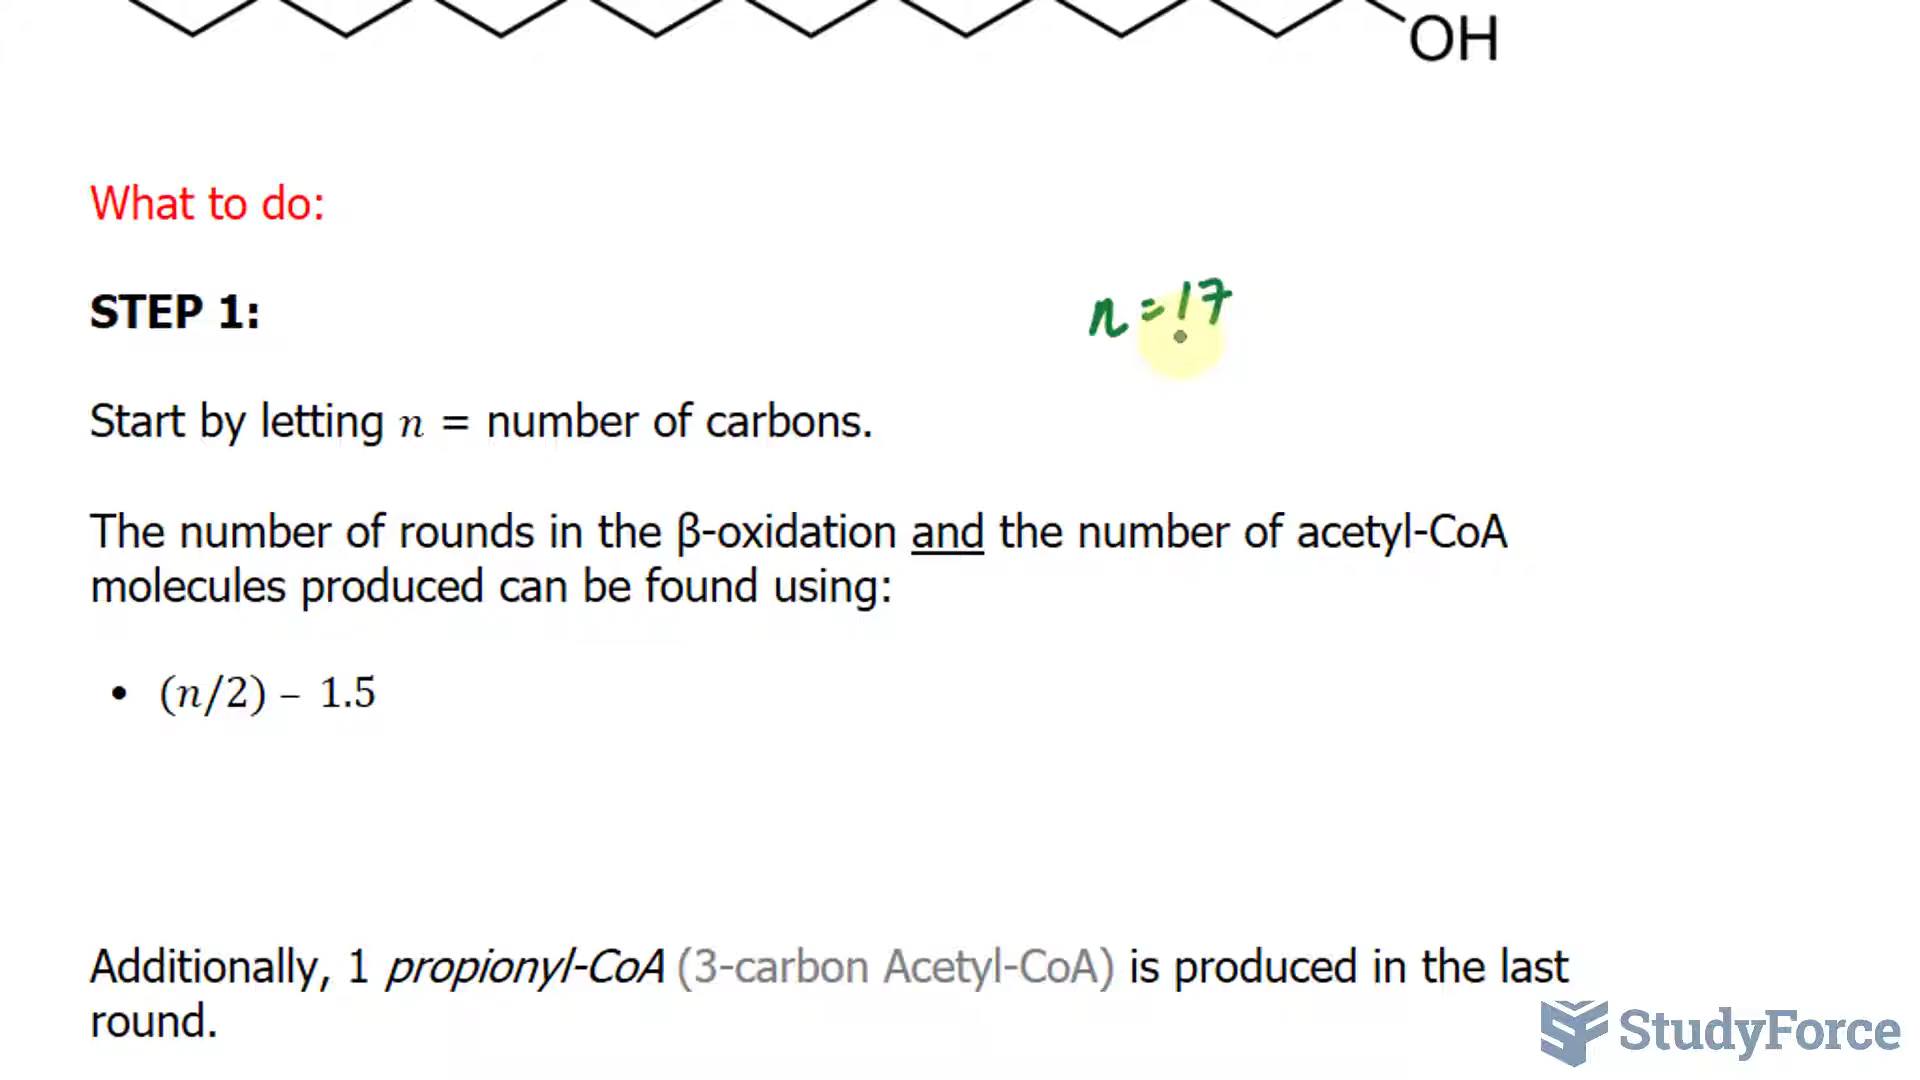 OH
What to do:
n = 17
STEP 1:
Start by letting n = number of carbons.
The number of rounds in the β-oxidation and the number of acetyl-CoA
molecules produced can be found using:
• (n/2) – 1.5
Additionally, 1 propionyl-CoA (3-carbon Acetyl-CoA) is produced in the last
round.
StudyForce